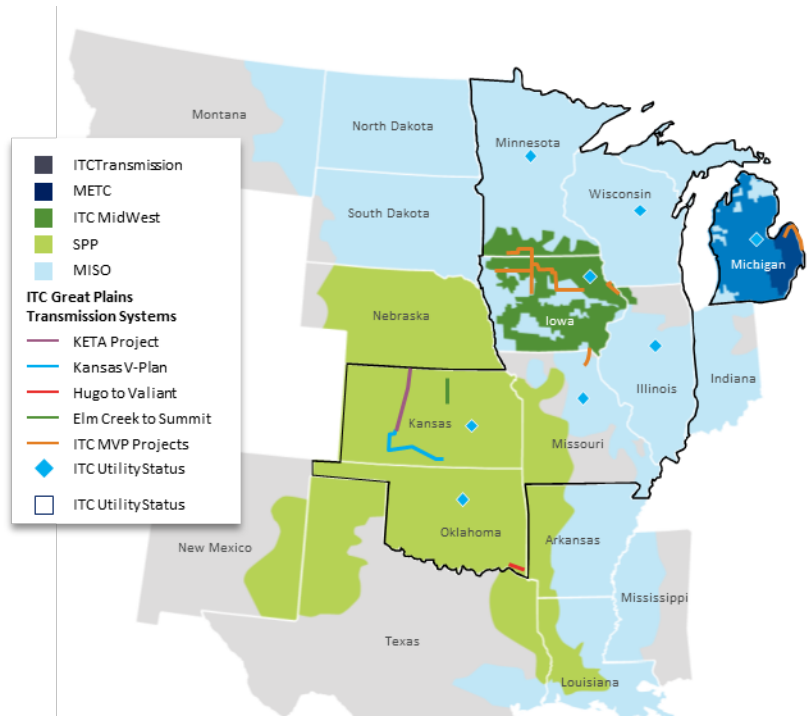 Montana
North Dakota
Minnesota
Wisconsin
South Dakota
Michigan
Nebraska
Iowa
Illinois
Indiana
Kansas
Missouri
Oklahoma
Arkansas
New Mexico
Mississippi
Texas
Louisiana
ITCTransmission
METC
ITC MidWest
SPP
MISO
ITC Great Plains
Transmission Systems
KETA Project
Kansas V-Plan
Hugo to Valiant
Elm Creek to Summit
ITC MVP Projects
ITC Utility Status
ITC Utility Status